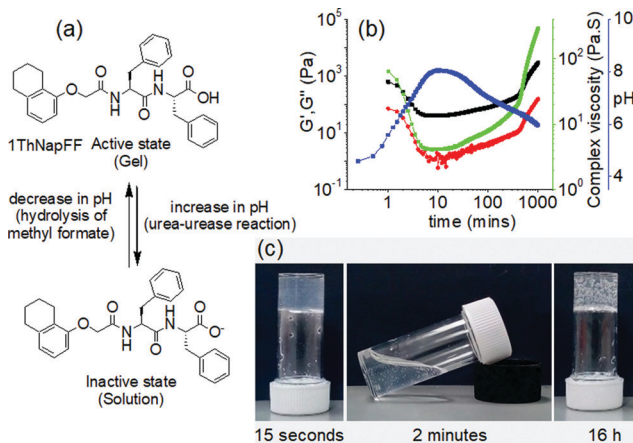 (a)
O
O
N
H
H
N
O
O
OH
1ThNapFF Active state
(Gel)
decrease in pH
(hydrolysis of
methyl formate)
increase in pH
(urea-urease reaction)
O
O
N
H
H
N
O
O
O-
Inactive state
(Solution)
(b)
G',G'' (Pa)
10^3
10^1
10^-1
1
10
100
1000
time (mins)
10^2
10^1
10^0
Complex viscosity (Pa.S)
10
8
6
4
pH
(c)
15 seconds
2 minutes
16 h